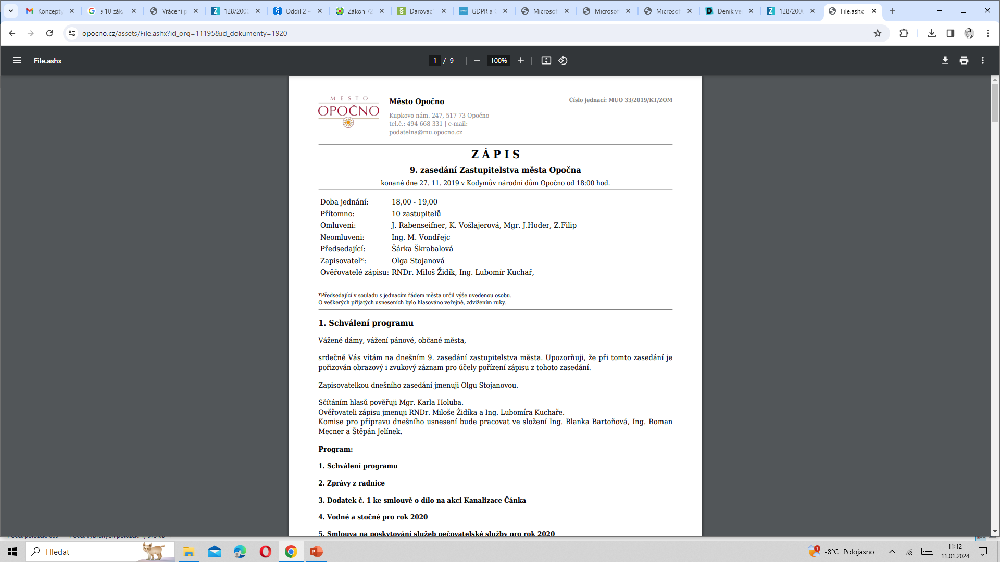 Koncepty
§ 10 zák.
Vrácení p
128/2000
Oddíl 2 –
Zákon 72
Darovací
GDPR a
Microsof
Microsof
Microsof
Deník ve
128/2000
File.ashx
opocno.cz/assets/File.ashx?id_org=11195&id_dokumenty=1920
File.ashx
1 / 9
100%
MĚSTO
OPOČNO
Město Opočno
Kupkovo nám. 247, 517 73 Opočno
tel.č.: 494 668 331 | e-mail:
podatelna@mu.opocno.cz
Číslo jednací: MUO 33/2019/KT/ZOM
Z Á P I S
9. zasedání Zastupitelstva města Opočna
konané dne 27. 11. 2019 v Kodymův národní dům Opočno od 18:00 hod.
Doba jednání: 18,00 - 19,00
Přítomno: 10 zastupitelů
Omluveni: J. Rabenseifner, K. Vošlajerová, Mgr. J.Hoder, Z.Filip
Neomluveni: Ing. M. Vondřejc
Předsedající: Šárka Škrabalová
Zapisovatel*: Olga Stojanová
Ověřovatelé zápisu: RNDr. Miloš Židík, Ing. Lubomír Kuchař,
*Předsedající v souladu s jednacím řádem města určil výše uvedenou osobu.
O veškerých přijatých usneseních bylo hlasováno veřejně, zdvižením ruky.
1. Schválení programu
Vážené dámy, vážení pánové, občané města,
srdečně Vás vítám na dnešním 9. zasedání zastupitelstva města. Upozorňuji, že při tomto zasedání je
pořizován obrazový i zvukový záznam pro účely pořízení zápisu z tohoto zasedání.
Zapisovatelkou dnešního zasedání jmenuji Olgu Stojanovou.
Sčítáním hlasů pověřuji Mgr. Karla Holuba.
Ověřovateli zápisu jmenuji RNDr. Miloše Židíka a Ing. Lubomíra Kuchaře.
Komise pro přípravu dnešního usnesení bude pracovat ve složení Ing. Blanka Bartoňová, Ing. Roman
Mecner a Štěpán Jelínek.
Program:
1. Schválení programu
2. Zprávy z radnice
3. Dodatek č. 1 ke smlouvě o dílo na akci Kanalizace Čánka
4. Vodné a stočné pro rok 2020
5. Smlouva na poskytování služeb pečovatelské služby pro rok 2020
Hledat
-8°C Polojasno
11:12
11.01.2024